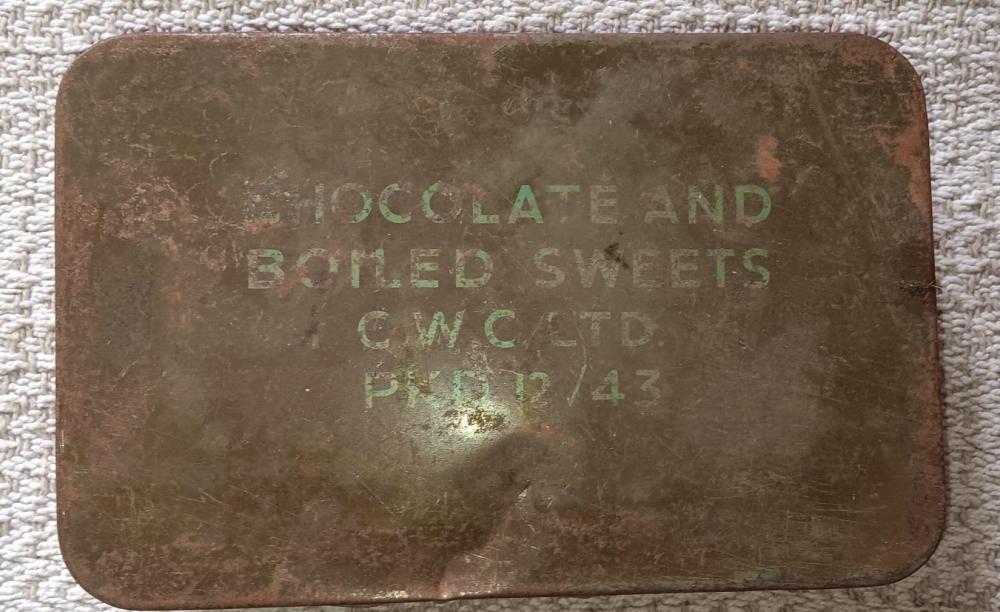 CHOCOLATE AND
BOILED SWEETS
C.W.C. LTD.
PKD 12/43